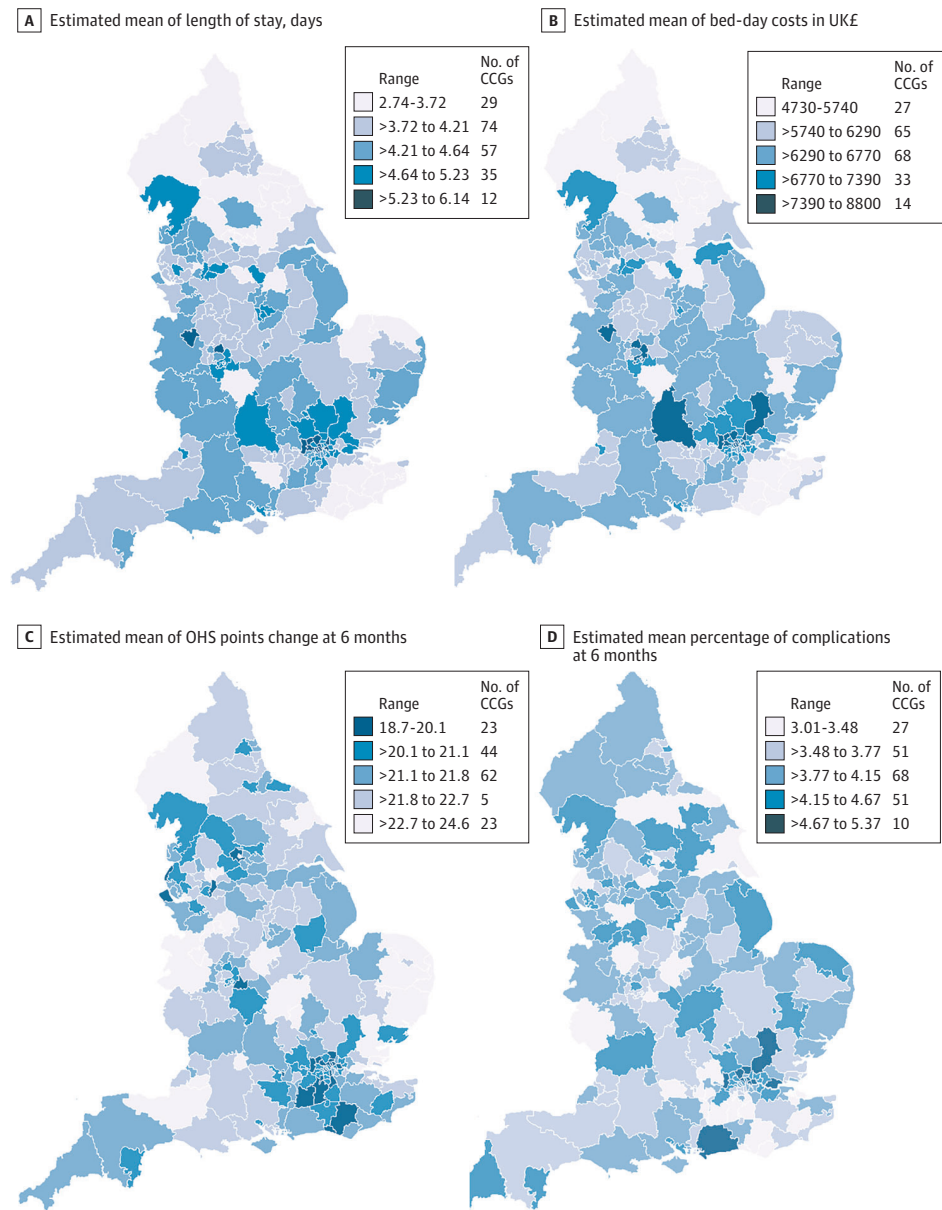 A Estimated mean of length of stay, days
Range No. of CCGs
2.74-3.72 29
>3.72 to 4.21 74
>4.21 to 4.64 57
>4.64 to 5.23 35
>5.23 to 6.14 12
B Estimated mean of bed-day costs in UK£
Range No. of CCGs
4730-5740 27
>5740 to 6290 65
>6290 to 6770 68
>6770 to 7390 33
>7390 to 8800 14
C Estimated mean of OHS points change at 6 months
Range No. of CCGs
18.7-20.1 23
>20.1 to 21.1 44
>21.1 to 21.8 62
>21.8 to 22.7 5
>22.7 to 24.6 23
D Estimated mean percentage of complications
at 6 months
Range No. of CCGs
3.01-3.48 27
>3.48 to 3.77 51
>3.77 to 4.15 68
>4.15 to 4.67 51
>4.67 to 5.37 10